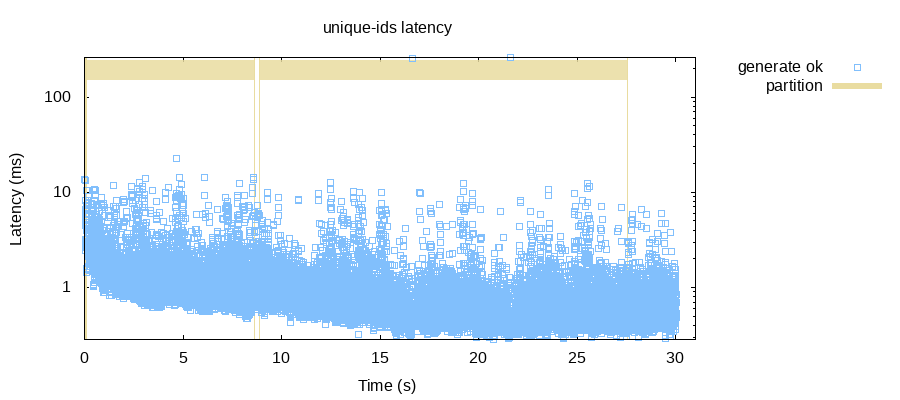 unique-ids latency
generate ok
partition
Latency (ms)
100
10
1
0 5 10 15 20 25 30
Time (s)